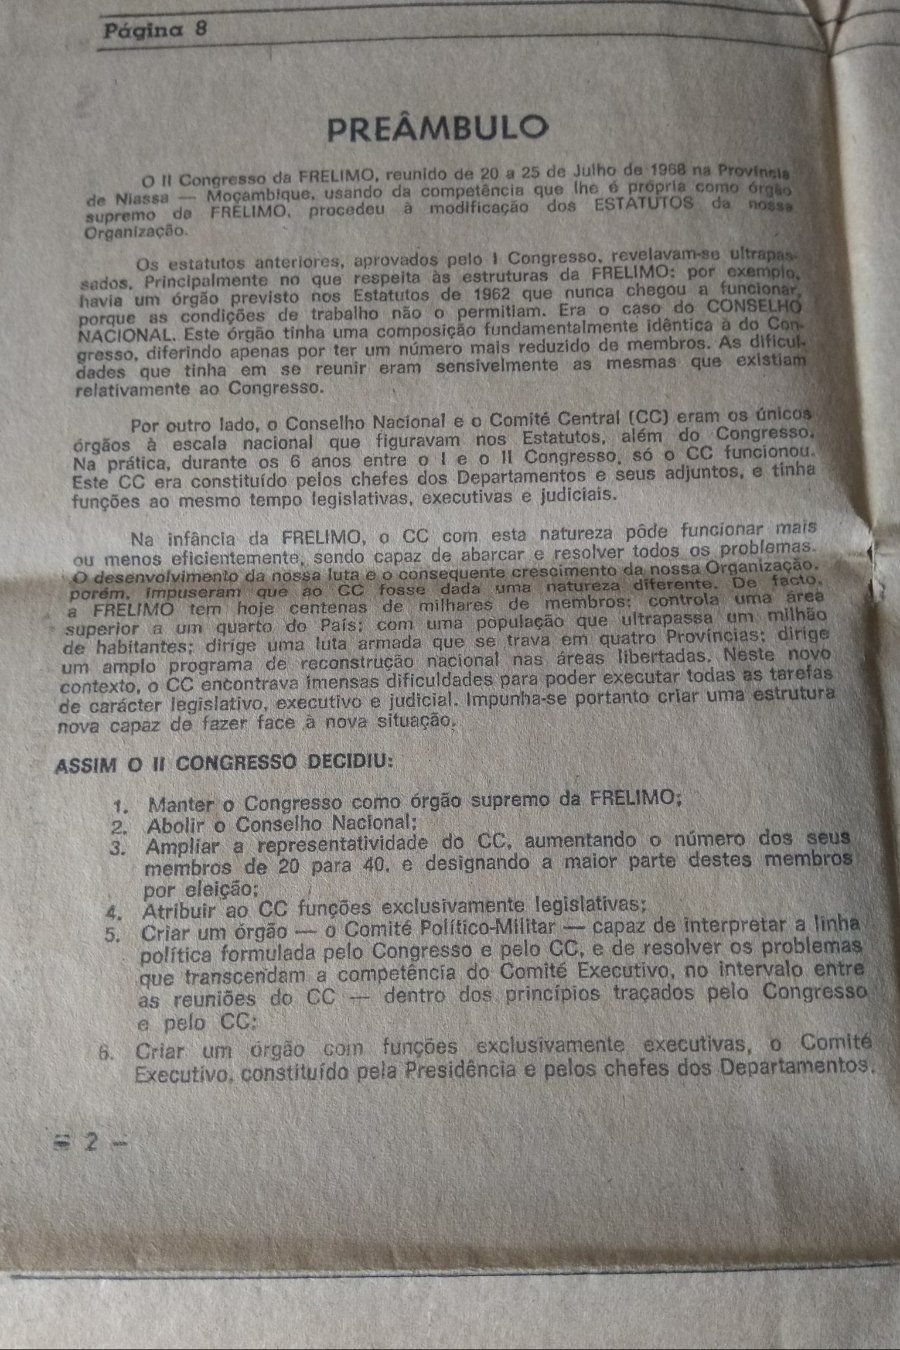 Página 8
PREÂMBULO
O II Congresso da FRELIMO, reunido de 20 a 25 de Julho de 1968 na Província
de Niassa — Moçambique, usando da competência que lhe é própria como órgão
supremo da FRELIMO, procedeu à modificação dos ESTATUTOS da nossa
Organização.
Os estatutos anteriores, aprovados pelo I Congresso, revelavam-se ultrapas-
sados. Principalmente no que respeita às estruturas da FRELIMO: por exemplo,
havia um órgão previsto nos Estatutos de 1962 que nunca chegou a funcionar,
porque as condições de trabalho não o permitiam. Era o caso do CONSELHO
NACIONAL. Este órgão tinha uma composição fundamentalmente idêntica à do Con-
gresso, diferindo apenas por ter um número mais reduzido de membros. As dificul-
dades que tinha em se reunir eram sensivelmente as mesmas que existiam
relativamente ao Congresso.
Por outro lado, o Conselho Nacional e o Comité Central (CC) eram os únicos
órgãos à escala nacional que figuravam nos Estatutos, além do Congresso.
Na prática, durante os 6 anos entre o I e o II Congresso, só o CC funcionou.
Este CC era constituído pelos chefes dos Departamentos e seus adjuntos, e tinha
funções ao mesmo tempo legislativas, executivas e judiciais.
Na infância da FRELIMO, o CC com esta natureza pôde funcionar mais
ou menos eficientemente, sendo capaz de abarcar e resolver todos os problemas.
O desenvolvimento da nossa luta e o consequente crescimento da nossa Organização,
porém, impuseram que ao CC fosse dada uma natureza diferente. De facto,
a FRELIMO tem hoje centenas de milhares de membros; controla uma área
superior a um quarto do País; com uma população que ultrapassa um milhão
de habitantes; dirige uma luta armada que se trava em quatro Províncias; dirige
um amplo programa de reconstrução nacional nas áreas libertadas. Neste novo
contexto, o CC encontrava imensas dificuldades para poder executar todas as tarefas
de carácter legislativo, executivo e judicial. Impunha-se portanto criar uma estrutura
nova capaz de fazer face à nova situação.
ASSIM O II CONGRESSO DECIDIU:
1. Manter o Congresso como órgão supremo da FRELIMO;
2. Abolir o Conselho Nacional;
3. Ampliar a representatividade do CC, aumentando o número dos seus
membros de 20 para 40, e designando a maior parte destes membros
por eleição;
4. Atribuir ao CC funções exclusivamente legislativas;
5. Criar um órgão — o Comité Político-Militar — capaz de interpretar a linha
política formulada pelo Congresso e pelo CC, e de resolver os problemas
que transcendam a competência do Comité Executivo, no intervalo entre
as reuniões do CC — dentro dos princípios traçados pelo Congresso
e pelo CC;
6. Criar um órgão com funções exclusivamente executivas, o Comité
Executivo, constituído pela Presidência e pelos chefes dos Departamentos.
— 2 —